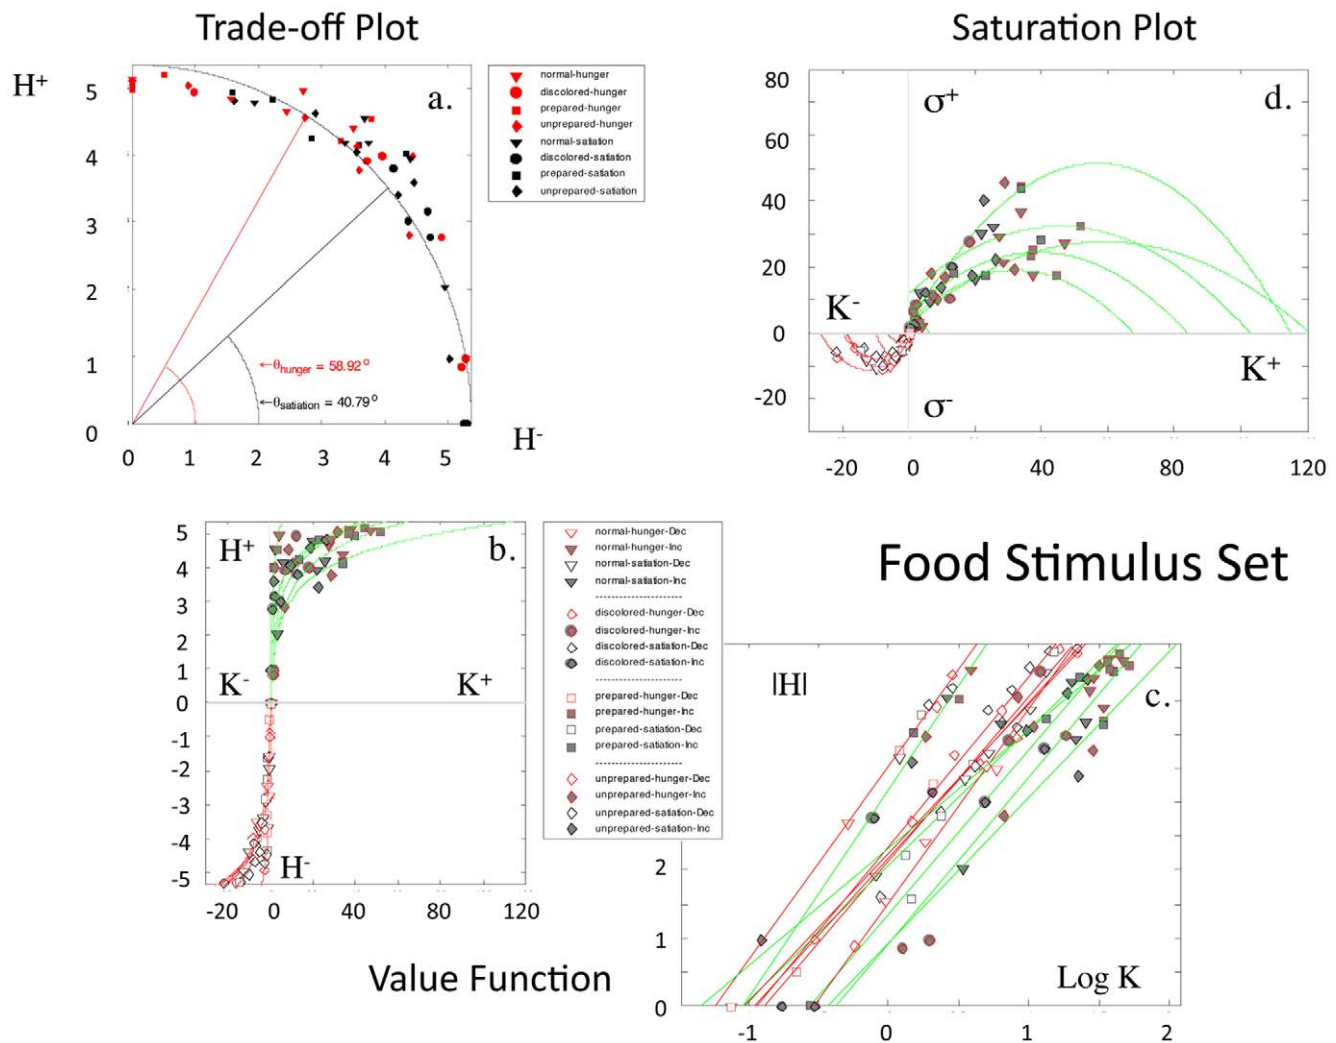 Trade-off Plot
Saturation Plot
H+
a.
5
4
3
2
1
0
0 1 2 3 4 5
H-
←θhunger = 58.92°
←θsatiation = 40.79°
normal-hunger
discolored-hunger
prepared-hunger
unprepared-hunger
normal-satiation
discolored-satiation
prepared-satiation
unprepared-satiation
80
60
40
20
0
-20
σ+
d.
K-
K+
σ-
-20 0 40 80 120
5
4
3
2
1
0
-1
-2
-3
-4
-5
H+
b.
K-
K+
H-
-20 0 40 80 120
Value Function
normal-hunger-Dec
normal-hunger-Inc
normal-satiation-Dec
normal-satiation-Inc
---------------------
discolored-hunger-Dec
discolored-hunger-Inc
discolored-satiation-Dec
discolored-satiation-Inc
---------------------
prepared-hunger-Dec
prepared-hunger-Inc
prepared-satiation-Dec
prepared-satiation-Inc
---------------------
unprepared-hunger-Dec
unprepared-hunger-Inc
unprepared-satiation-Dec
unprepared-satiation-Inc
Food Stimulus Set
|H|
c.
2
1
0
Log K
-1 0 1 2